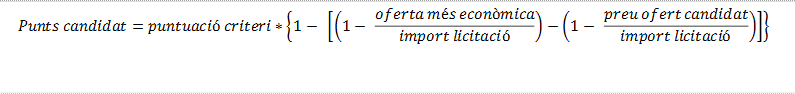 Punts candidat = puntuació criteri * {1 − [(1 − oferta més econòmica / import licitació) − (1 − preu ofert candidat / import licitació)]}